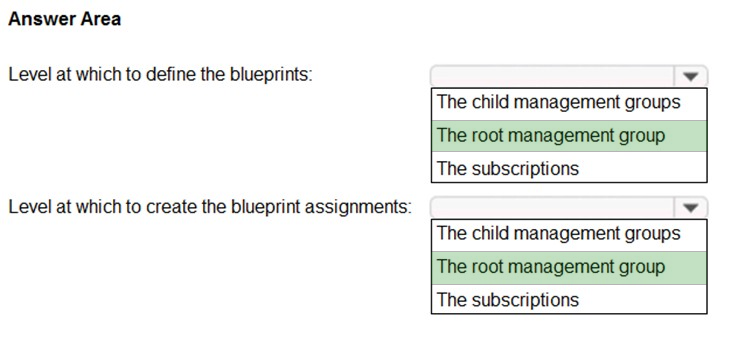 Answer Area
Level at which to define the blueprints:
The child management groups
The root management group
The subscriptions
Level at which to create the blueprint assignments:
The child management groups
The root management group
The subscriptions